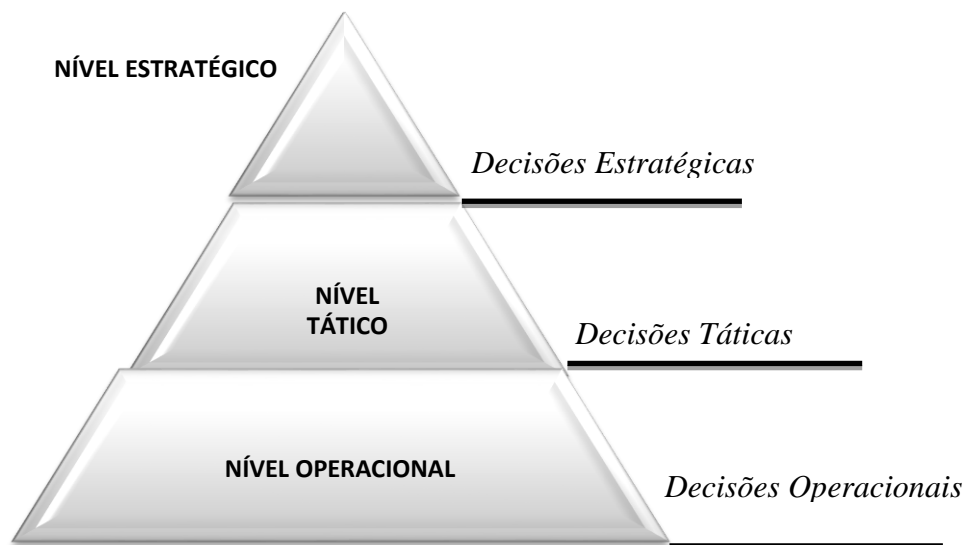 NÍVEL ESTRATÉGICO
Decisões Estratégicas
NÍVEL
TÁTICO
Decisões Táticas
NÍVEL OPERACIONAL
Decisões Operacionais